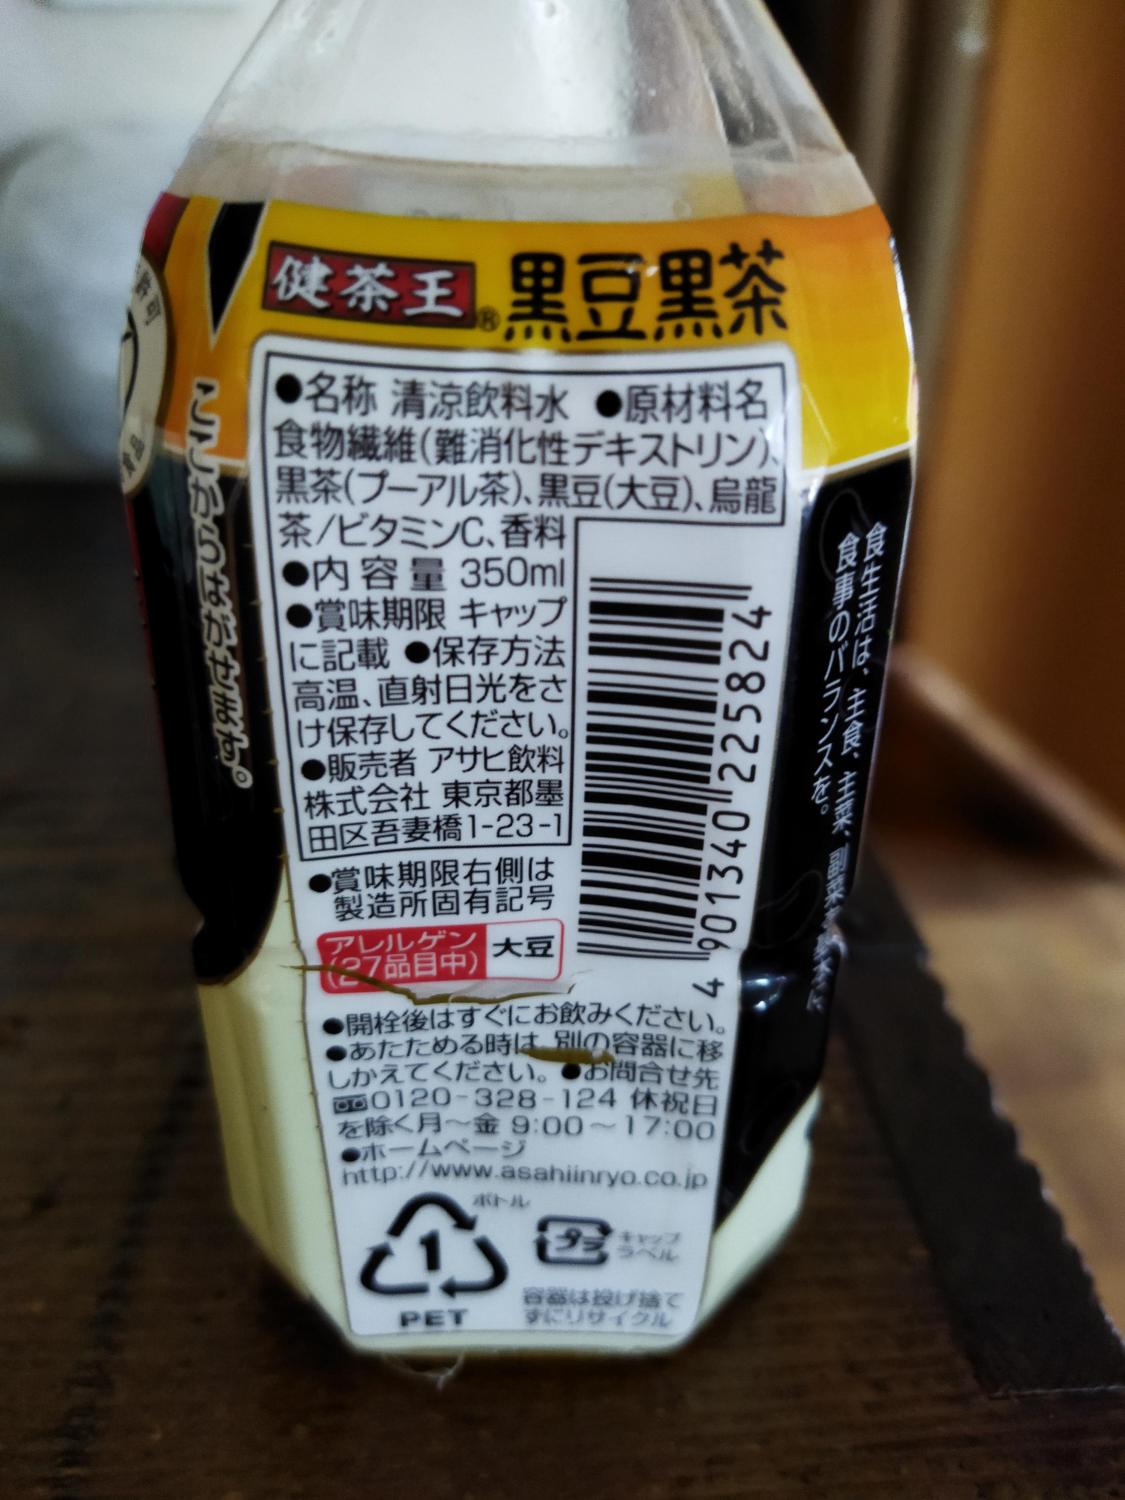 健茶王® 黒豆黒茶
●名称 清涼飲料水 ●原材料名
食物繊維(難消化性デキストリン)、
黒茶(プーアル茶)、黒豆(大豆)、烏龍
茶/ビタミンC、香料
●内容量 350ml
●賞味期限 キャップ
に記載 ●保存方法
高温、直射日光をさ
け保存してください。
●販売者 アサヒ飲料
株式会社 東京都墨
田区吾妻橋1-23-1
●賞味期限右側は
製造所固有記号
アレルゲン
(27品目中)
大豆
4 901340 225824
●開栓後はすぐにお飲みください。
●あたためる時は、別の容器に移
しかえてください。●お問合せ先
0120-328-124 休祝日
を除く月～金 9:00～17:00
●ホームページ
http://www.asahiinryo.co.jp
ボトル
1
PET
プラ
キャップ
ラベル
容器は投げ捨て
ずにリサイクル
ここからはがせます。
許可
食生活は、主食、主菜、副菜を
食事のバランスを。